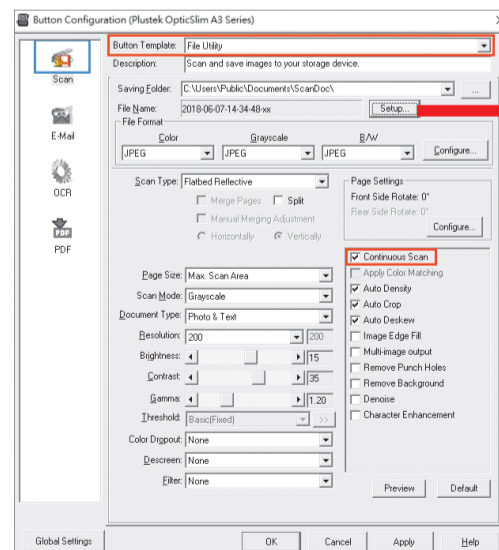 Button Configuration (Plustek OpticSlim A3 Series)
Button Template: File Utility
Description: Scan and save images to your storage device.
Scan
E-Mail
OCR
PDF
Saving Folder: C:\Users\Public\Documents\ScanDoc\ ...
File Name: 2018-06-07-14-34-48-xx Setup...
File Format
Color Grayscale B/W
JPEG JPEG JPEG Configure...
Scan Type: Flatbed Reflective
Merge Pages Split
Manual Merging Adjustment
Horizontally Vertically
Page Settings
Front Side Rotate: 0°
Rear Side Rotate: 0°
Configure...
Page Size: Max. Scan Area
Scan Mode: Grayscale
Document Type: Photo & Text
Resolution: 200 200
Brightness: 15
Contrast: 35
Gamma: 1.20
Threshold: Basic(Fixed) >>
Color Dropout: None
Descreen: None
Filter: None
Continuous Scan
Apply Color Matching
Auto Density
Auto Crop
Auto Deskew
Image Edge Fill
Multi-image output
Remove Punch Holes
Remove Background
Denoise
Character Enhancement
Preview Default
Global Settings OK Cancel Apply Help